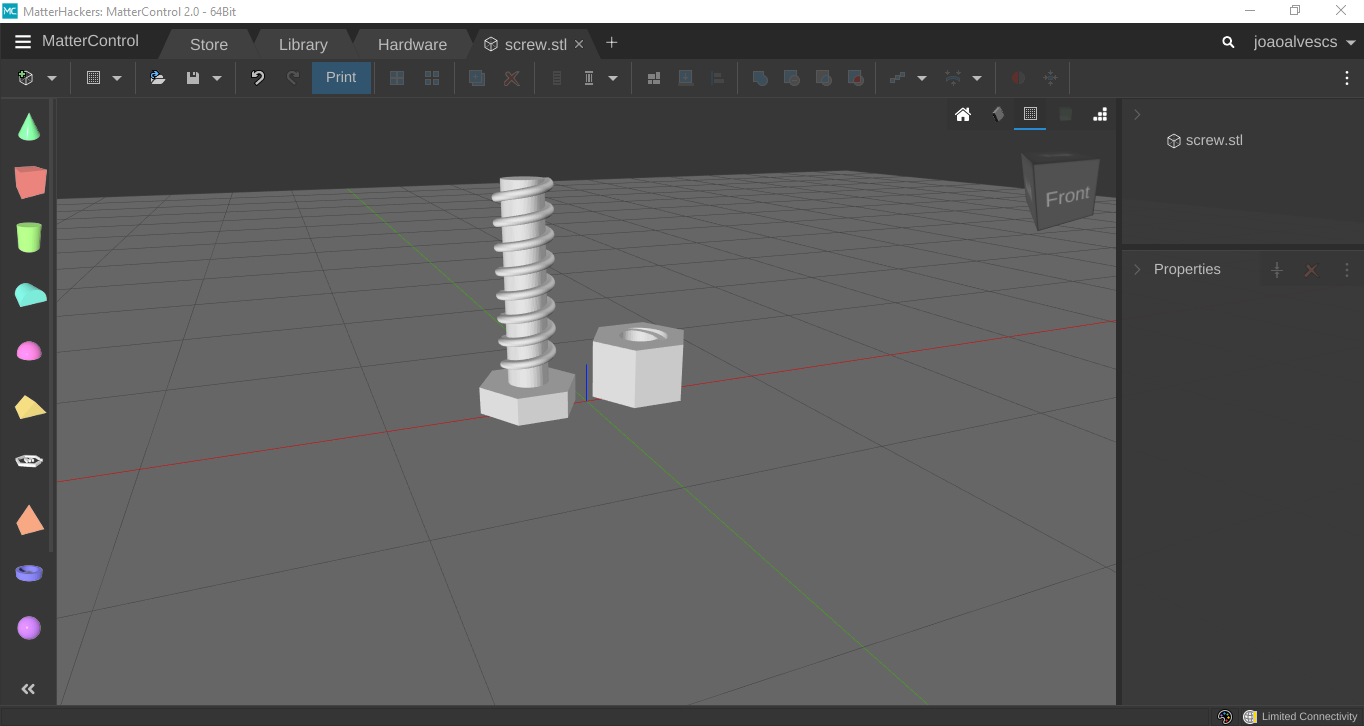 MC MatterHackers: MatterControl 2.0 - 64Bit
MatterControl
Store
Library
Hardware
screw.stl
joaoalvescs
Print
screw.stl
Front
Properties
Limited Connectivity